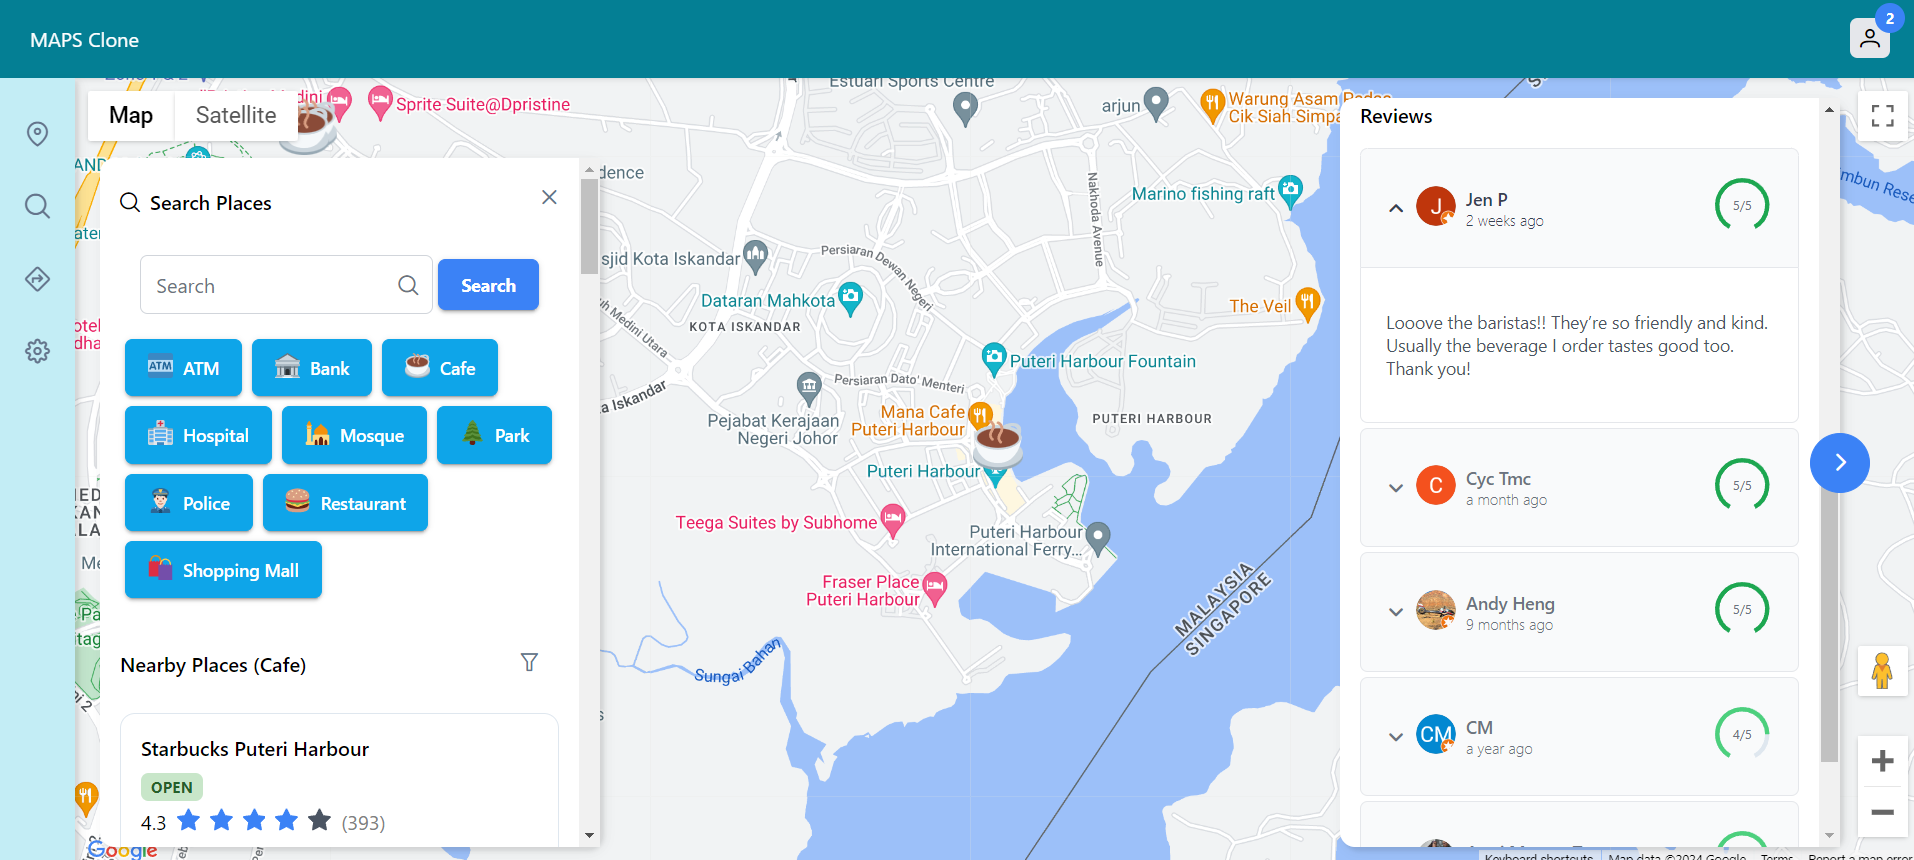 MAPS Clone
2
Map
Satellite
Search Places
Search
Search
ATM
ATM
Bank
Cafe
Hospital
Mosque
Park
Police
Restaurant
Shopping Mall
Nearby Places (Cafe)
Starbucks Puteri Harbour
OPEN
4.3
(393)
Google
Sprite Suite@Dpristine
Estuari Sports Centre
arjun
Warung Asam Pedas
Cik Siah Simpa
Marino fishing raft
Nakhoda Avenue
Persiaran Dewan Negeri
sjid Kota Iskandar
Dataran Mahkota
KOTA ISKANDAR
uh Medini Utara
The Veil
Puteri Harbour Fountain
Persiaran Dato' Menteri
a Iskandar
Pejabat Kerajaan
Negeri Johor
Mana Cafe
Puteri Harbour
PUTERI HARBOUR
Puteri Harbour
Teega Suites by Subhome
Puteri Harbour
International Ferry...
Fraser Place
Puteri Harbour
MALAYSIA
SINGAPORE
Sungai Bahan
Reviews
Jen P
2 weeks ago
5/5
Looove the baristas!! They're so friendly and kind.
Usually the beverage I order tastes good too.
Thank you!
Cyc Tmc
a month ago
5/5
Andy Heng
9 months ago
5/5
CM
a year ago
4/5
J
C
CM
Keyboard shortcuts
Map data ©2024 Google
Terms
Report a map error